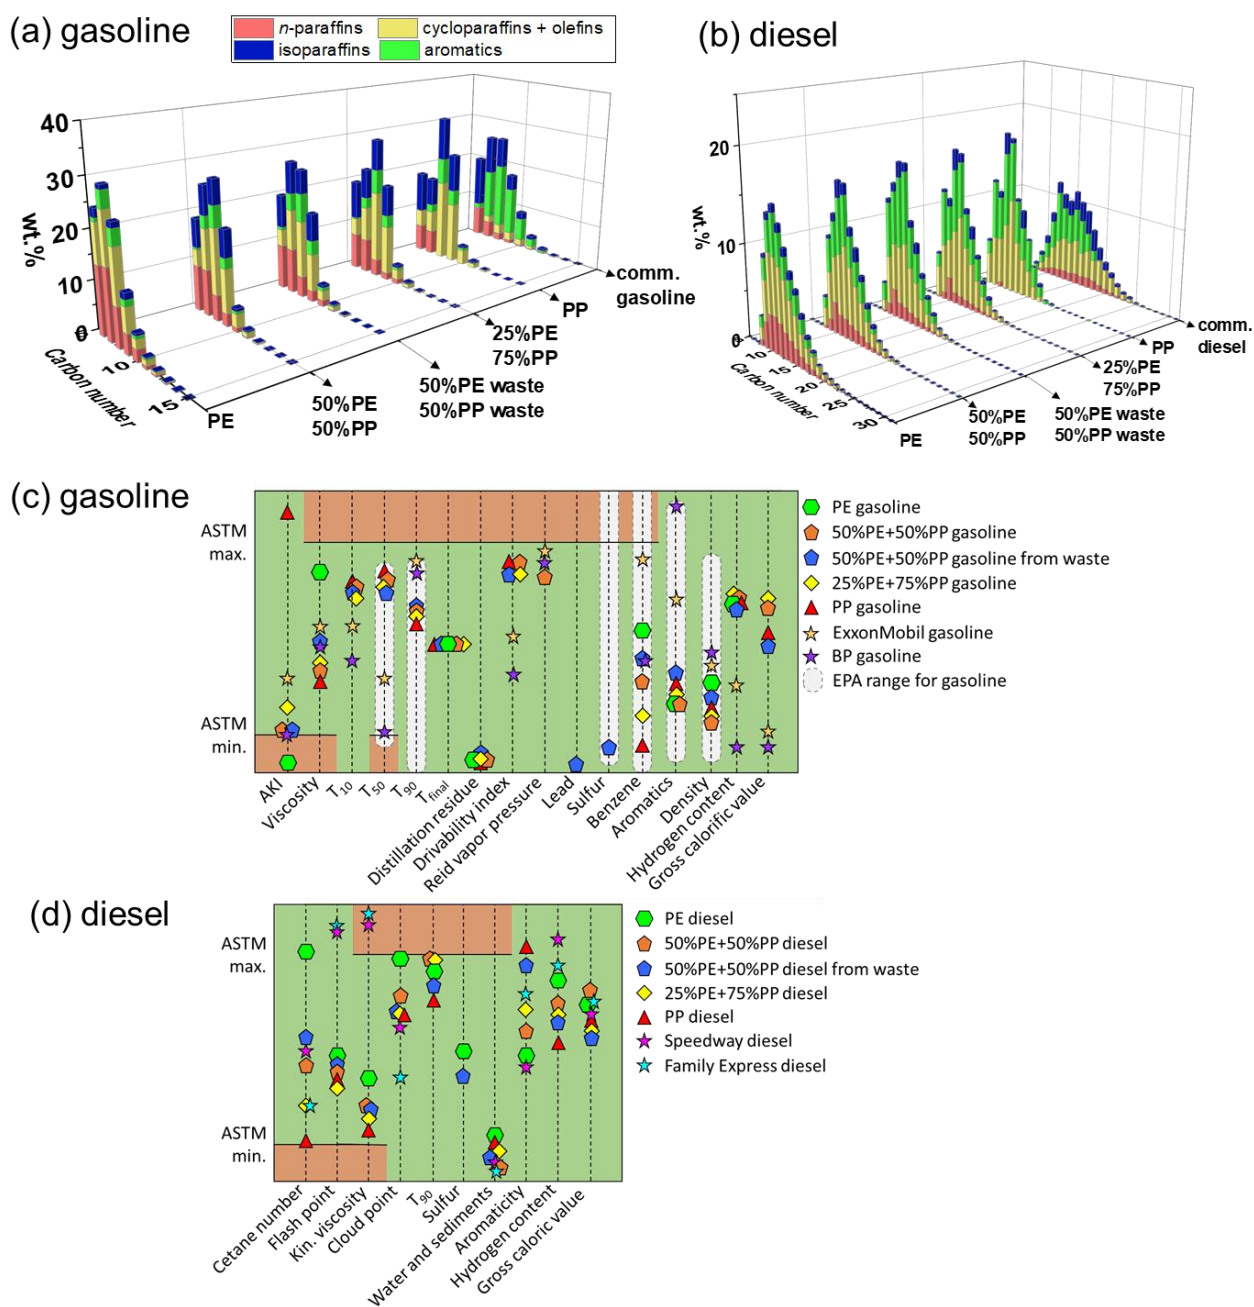 (a) gasoline
n-paraffins
cycloparaffins + olefins
isoparaffins
aromatics
40
30
20
10
0
wt.%
Carbon number
10
15
PE
50%PE
50%PP
50%PE waste
50%PP waste
25%PE
75%PP
PP
comm.
gasoline
(b) diesel
20
10
0
wt.%
Carbon number
10
15
20
25
30
PE
50%PE
50%PP
50%PE waste
50%PP waste
25%PE
75%PP
PP
comm.
diesel
(c) gasoline
ASTM
max.
ASTM
min.
AKI
Viscosity
T10
T50
T90
Tfinal
Distillation residue
Drivability index
Reid vapor pressure
Lead
Sulfur
Benzene
Aromatics
Density
Hydrogen content
Gross calorific value
PE gasoline
50%PE+50%PP gasoline
50%PE+50%PP gasoline from waste
25%PE+75%PP gasoline
PP gasoline
ExxonMobil gasoline
BP gasoline
EPA range for gasoline
(d) diesel
ASTM
max.
ASTM
min.
Cetane number
Flash point
Kin. viscosity
Cloud point
T90
Sulfur
Water and sediments
Aromaticity
Hydrogen content
Gross caloric value
PE diesel
50%PE+50%PP diesel
50%PE+50%PP diesel from waste
25%PE+75%PP diesel
PP diesel
Speedway diesel
Family Express diesel